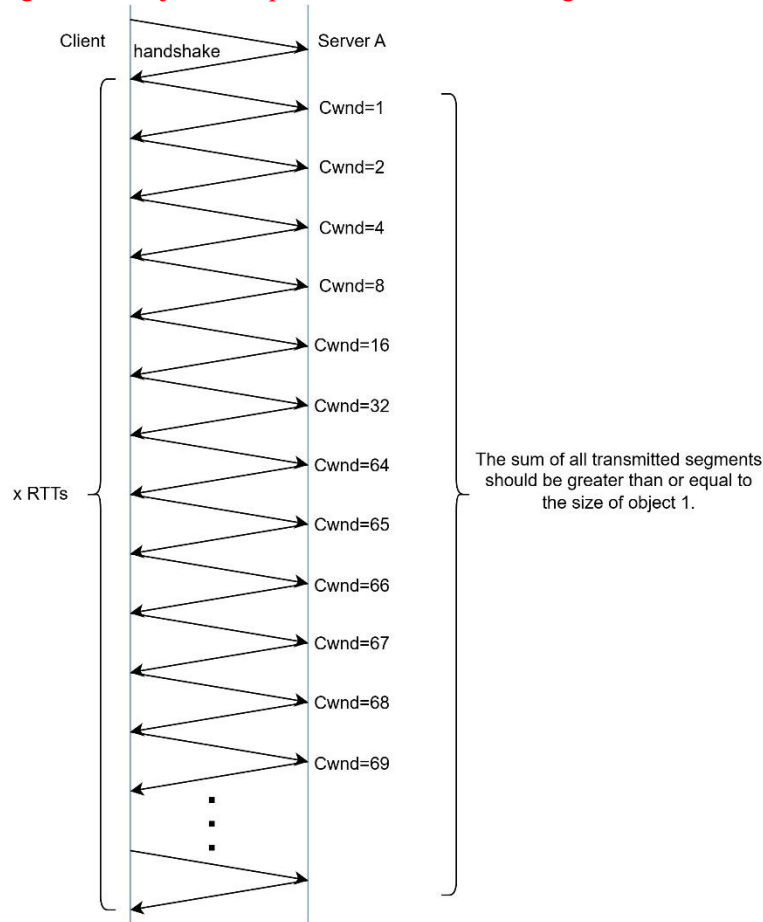 Client
Server A
handshake
Cwnd=1
Cwnd=2
Cwnd=4
Cwnd=8
Cwnd=16
Cwnd=32
Cwnd=64
The sum of all transmitted segments
should be greater than or equal to
the size of object 1.
x RTTs
Cwnd=65
Cwnd=66
Cwnd=67
Cwnd=68
Cwnd=69